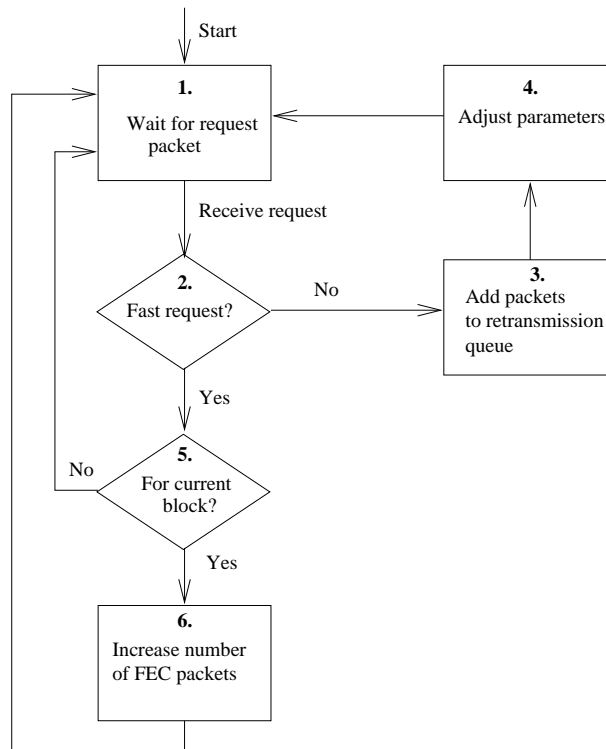 Start
1.
Wait for request
packet
Receive request
2.
Fast request?
No
3.
Add packets
to retransmission
queue
4.
Adjust parameters
Yes
5.
For current
block?
No
Yes
6.
Increase number
of FEC packets